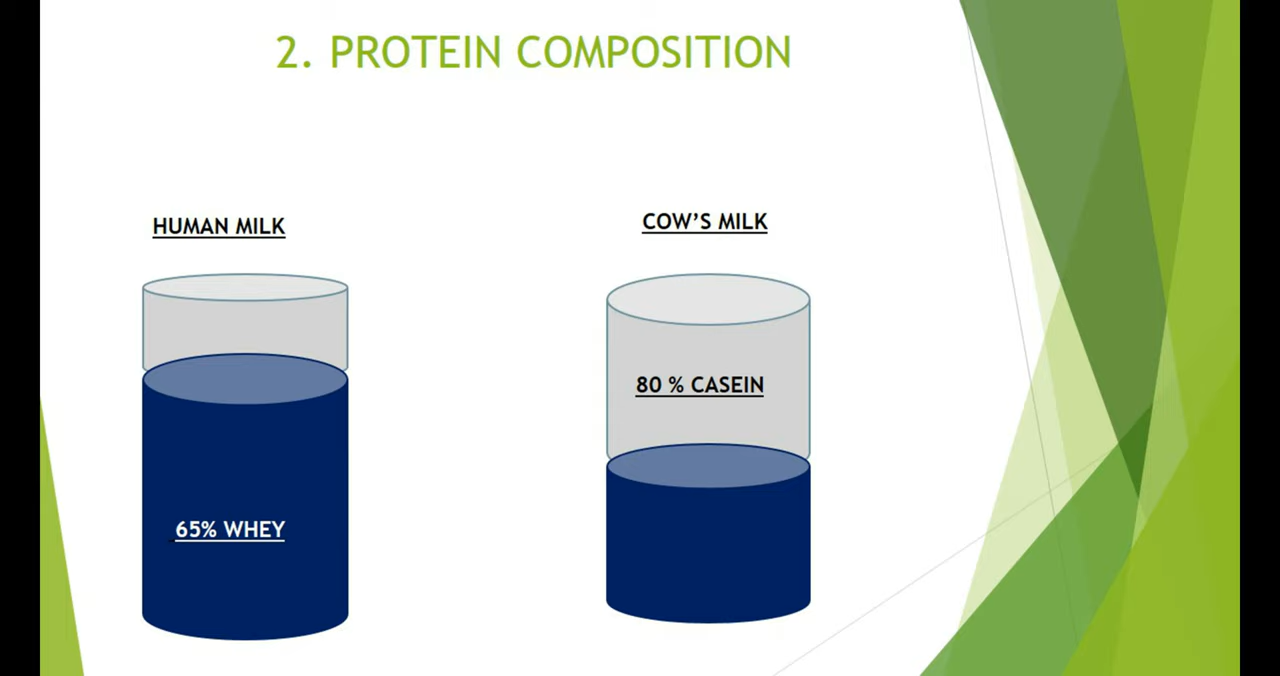 2. PROTEIN COMPOSITION
HUMAN MILK
COW’S MILK
80 % CASEIN
65% WHEY